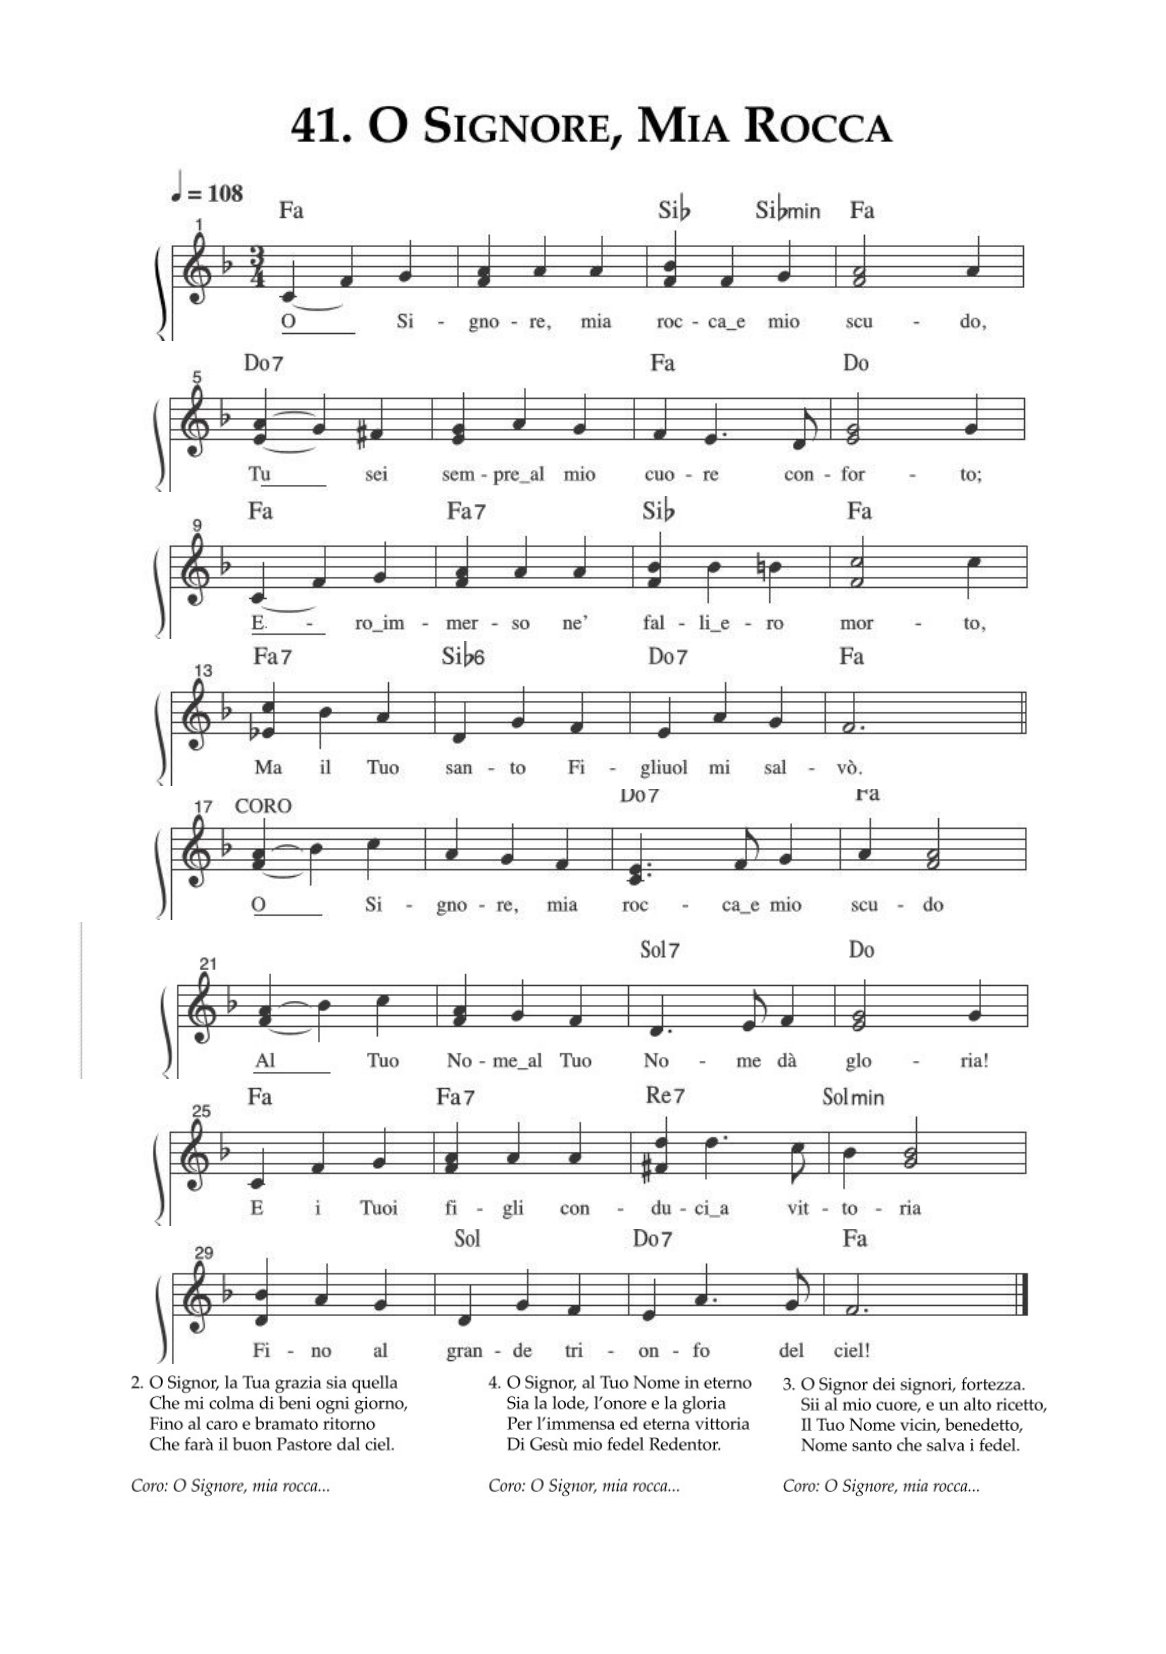 41. O Signore, Mia Rocca
♩ = 108
Fa Si♭ Si♭min Fa
1
3
4
O Si - gno - re, mia roc - ca_e mio scu - do,
Do7 Fa Do
5
Tu sei sem - pre_al mio cuo - re con - for - to;
Fa Fa7 Si♭ Fa
9
E - ro_im - mer - so ne' fal - li_e - ro mor - to,
Fa7 Si♭6 Do7 Fa
13
Ma il Tuo san - to Fi - gliuol mi sal - vò.
Do7 Fa
17 CORO
O Si - gno - re, mia roc - ca_e mio scu - do
Sol7 Do
21
Al Tuo No - me_al Tuo No - me dà glo - ria!
Fa Fa7 Re7 Solmin
25
E i Tuoi fi - gli con - du - ci_a vit - to - ria
Sol Do7 Fa
29
Fi - no al gran - de tri - on - fo del ciel!
2. O Signor, la Tua grazia sia quella
Che mi colma di beni ogni giorno,
Fino al caro e bramato ritorno
Che farà il buon Pastore dal ciel.
Coro: O Signore, mia rocca...
4. O Signor, al Tuo Nome in eterno
Sia la lode, l'onore e la gloria
Per l'immensa ed eterna vittoria
Di Gesù mio fedel Redentor.
Coro: O Signor, mia rocca...
3. O Signor dei signori, fortezza.
Sii al mio cuore, e un alto ricetto,
Il Tuo Nome vicin, benedetto,
Nome santo che salva i fedel.
Coro: O Signore, mia rocca...